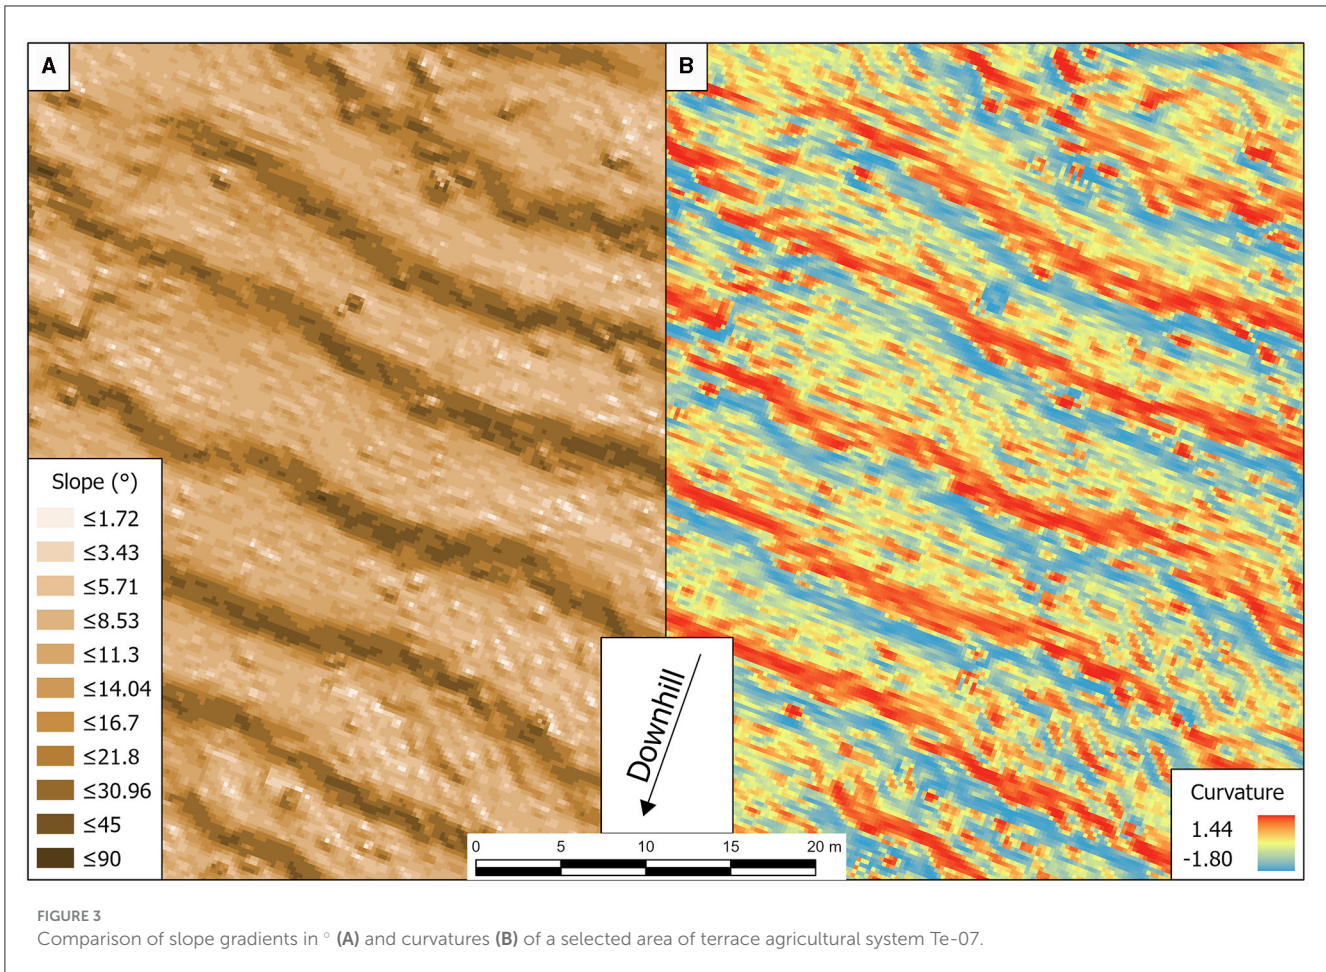 A
B
Slope (°)
≤1.72
≤3.43
≤5.71
≤8.53
≤11.3
≤14.04
≤16.7
≤21.8
≤30.96
≤45
≤90
Downhill
0 5 10 15 20 m
Curvature
1.44
-1.80
FIGURE 3
Comparison of slope gradients in ° (A) and curvatures (B) of a selected area of terrace agricultural system Te-07.